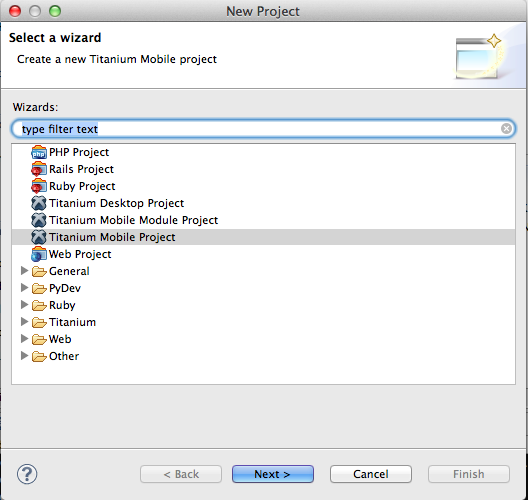 New Project
Select a wizard
Create a new Titanium Mobile project
Wizards:
type filter text
php PHP Project
Rails Project
Ruby Project
Titanium Desktop Project
Titanium Mobile Module Project
Titanium Mobile Project
Web Project
General
PyDev
Ruby
Titanium
Web
Other
? < Back Next > Cancel Finish